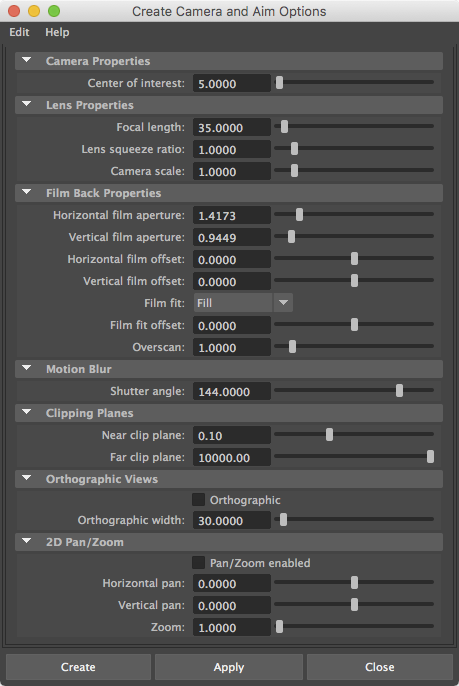 Create Camera and Aim Options
Edit Help
Camera Properties
Center of interest: 5.0000
Lens Properties
Focal length: 35.0000
Lens squeeze ratio: 1.0000
Camera scale: 1.0000
Film Back Properties
Horizontal film aperture: 1.4173
Vertical film aperture: 0.9449
Horizontal film offset: 0.0000
Vertical film offset: 0.0000
Film fit: Fill
Film fit offset: 0.0000
Overscan: 1.0000
Motion Blur
Shutter angle: 144.0000
Clipping Planes
Near clip plane: 0.10
Far clip plane: 10000.00
Orthographic Views
Orthographic
Orthographic width: 30.0000
2D Pan/Zoom
Pan/Zoom enabled
Horizontal pan: 0.0000
Vertical pan: 0.0000
Zoom: 1.0000
Create Apply Close